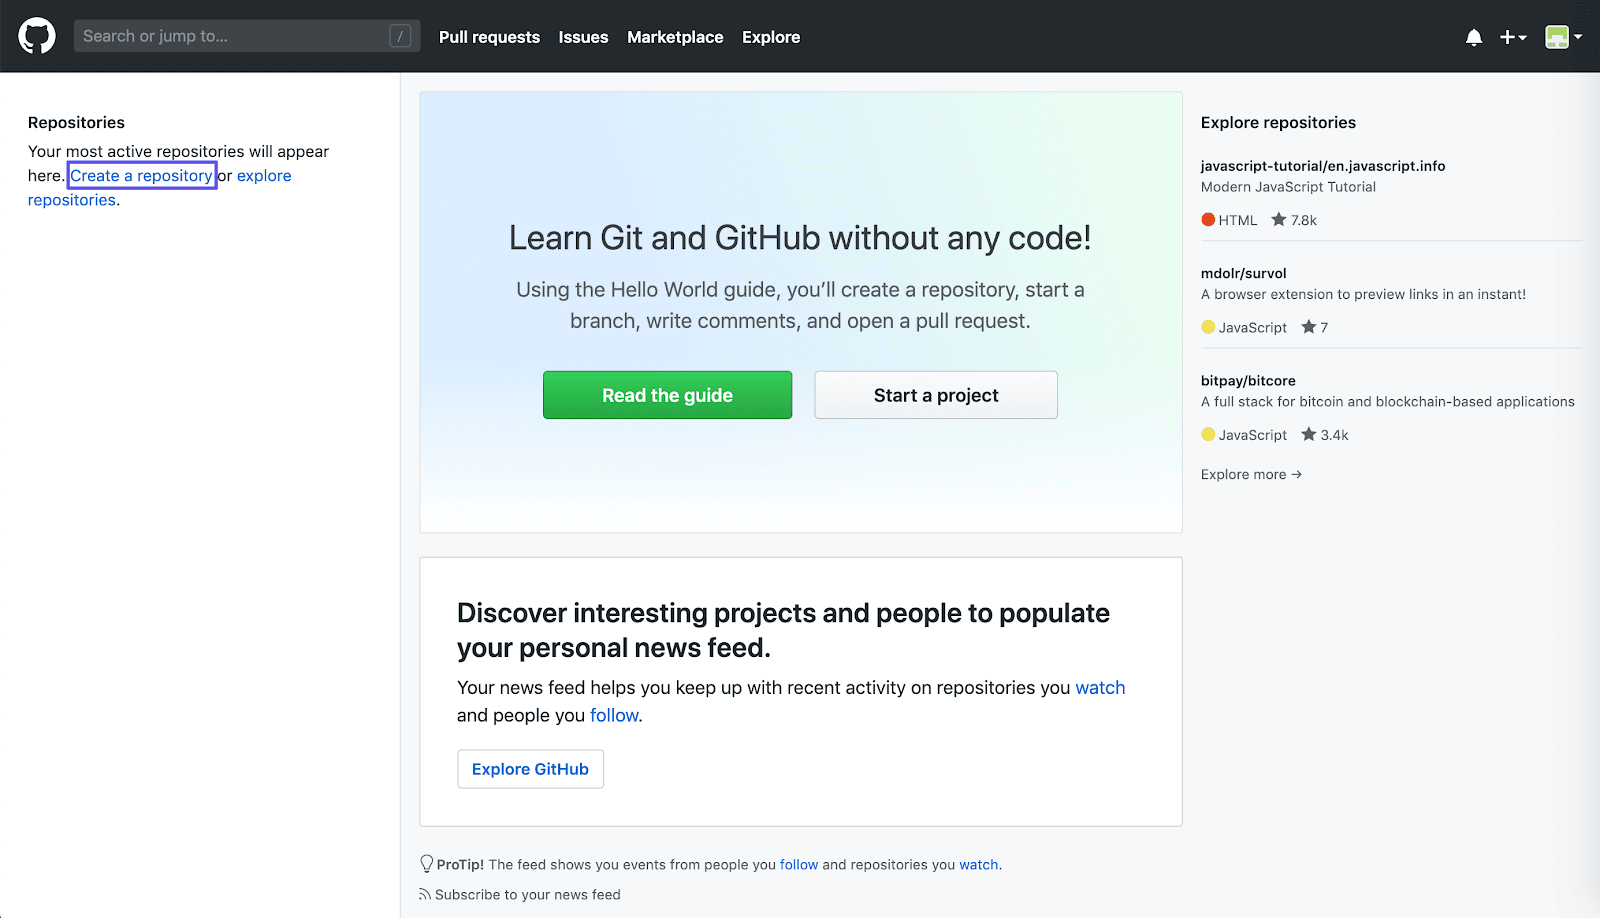 Search or jump to...
/
Pull requests
Issues
Marketplace
Explore
Repositories
Your most active repositories will appear
here. Create a repository or explore
repositories.
Learn Git and GitHub without any code!
Using the Hello World guide, you’ll create a repository, start a
branch, write comments, and open a pull request.
Read the guide
Start a project
Discover interesting projects and people to populate
your personal news feed.
Your news feed helps you keep up with recent activity on repositories you watch
and people you follow.
Explore GitHub
ProTip! The feed shows you events from people you follow and repositories you watch.
Subscribe to your news feed
Explore repositories
javascript-tutorial/en.javascript.info
Modern JavaScript Tutorial
HTML 7.8k
mdolr/survol
A browser extension to preview links in an instant!
JavaScript 7
bitpay/bitcore
A full stack for bitcoin and blockchain-based applications
JavaScript 3.4k
Explore more →